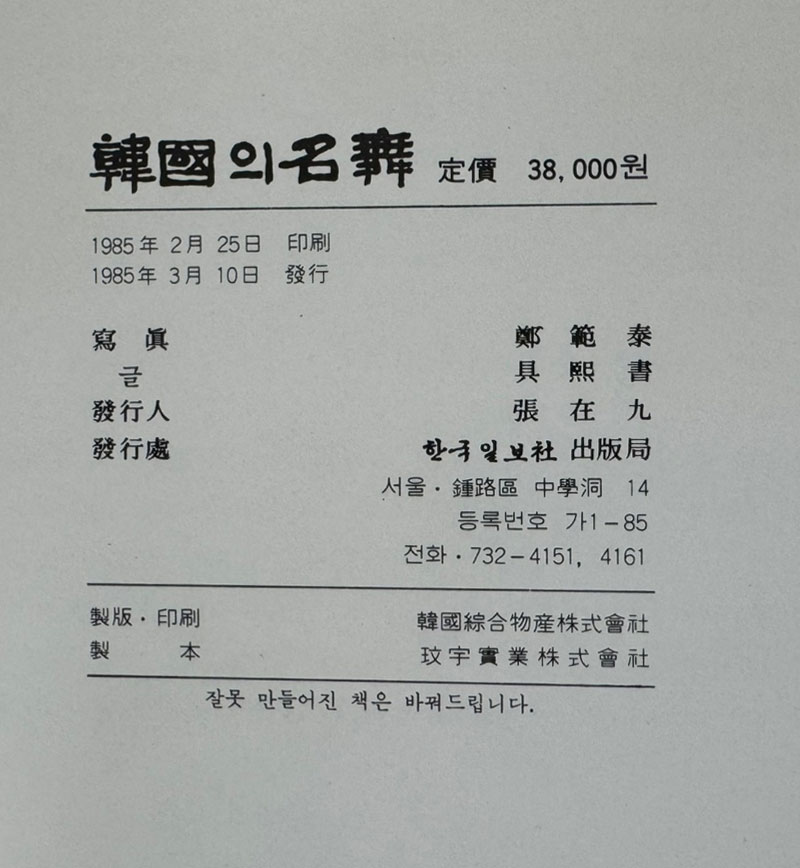 韓國의名舞 定價 38,000원
1985年 2月 25日 印刷
1985年 3月 10日 發行
寫眞 鄭範泰
글 具熙書
發行人 張在九
發行處 한국일보社 出版局
서울・鍾路區 中學洞 14
등록번호 가1-85
전화・732-4151, 4161
製版・印刷 韓國綜合物産株式會社
製本 玟宇實業株式會社
잘못 만들어진 책은 바꿔드립니다.